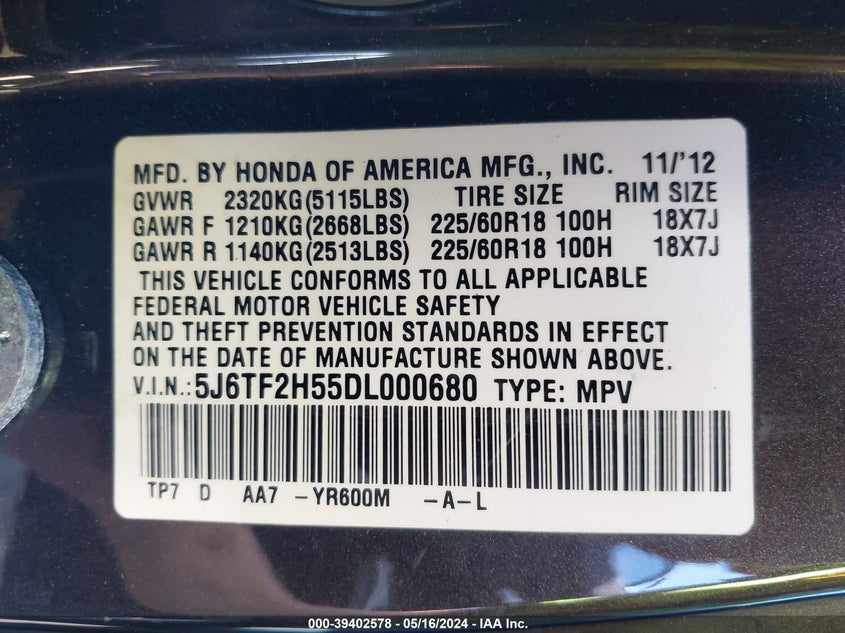 MFD. BY HONDA OF AMERICA MFG., INC. 11/'12
GVWR 2320KG(5115LBS) TIRE SIZE RIM SIZE
GAWR F 1210KG(2668LBS) 225/60R18 100H 18X7J
GAWR R 1140KG(2513LBS) 225/60R18 100H 18X7J
THIS VEHICLE CONFORMS TO ALL APPLICABLE
FEDERAL MOTOR VEHICLE SAFETY
AND THEFT PREVENTION STANDARDS IN EFFECT
ON THE DATE OF MANUFACTURE SHOWN ABOVE.
V.I.N.: 5J6TF2H55DL000680 TYPE: MPV
TP7 D AA7 -YR600M -A-L
000-39402578 - 05/16/2024 - IAA Inc.